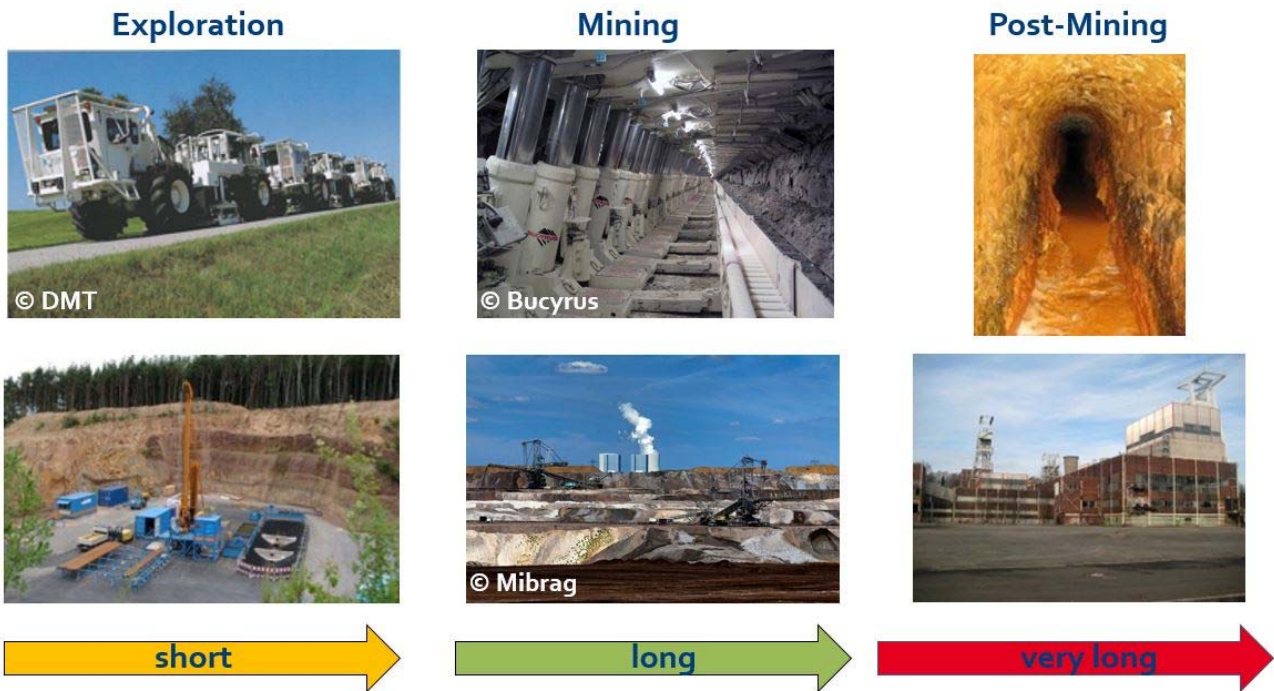 Exploration
Mining
Post-Mining
© DMT
© Bucyrus
© Mibrag
short
long
very long